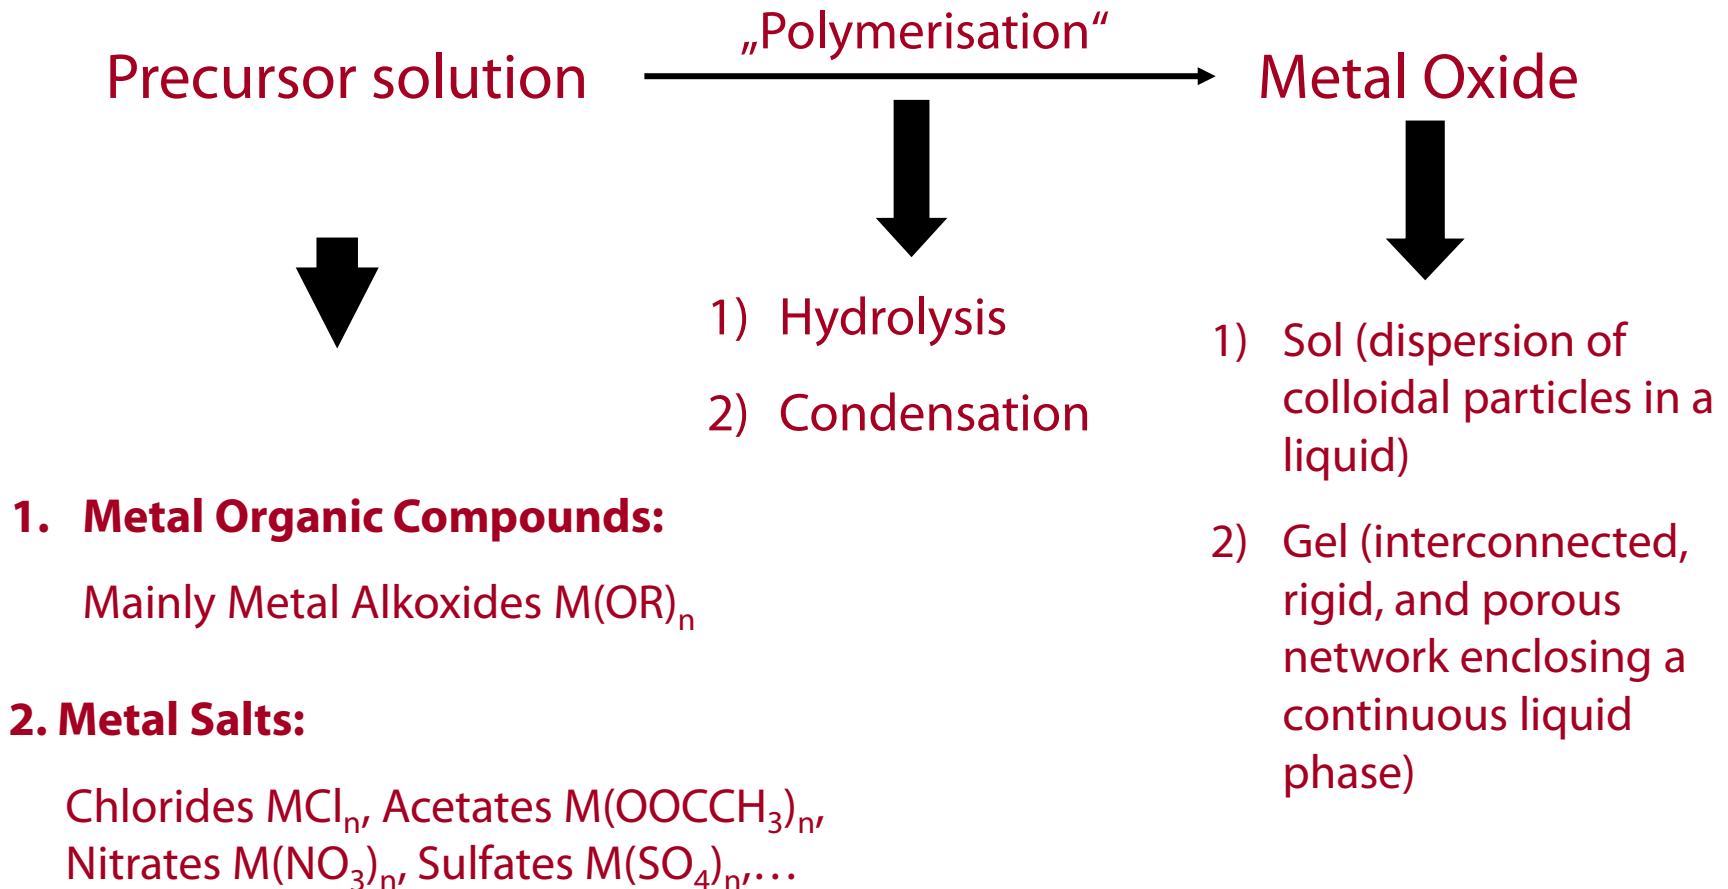 „Polymerisation“
Precursor solution
Metal Oxide
1) Hydrolysis
2) Condensation
1) Sol (dispersion of
colloidal particles in a
liquid)
2) Gel (interconnected,
rigid, and porous
network enclosing a
continuous liquid
phase)
1. Metal Organic Compounds:
Mainly Metal Alkoxides M(OR)ₙ
2. Metal Salts:
Chlorides MClₙ, Acetates M(OOCCH₃)ₙ,
Nitrates M(NO₃)ₙ, Sulfates M(SO₄)ₙ,…